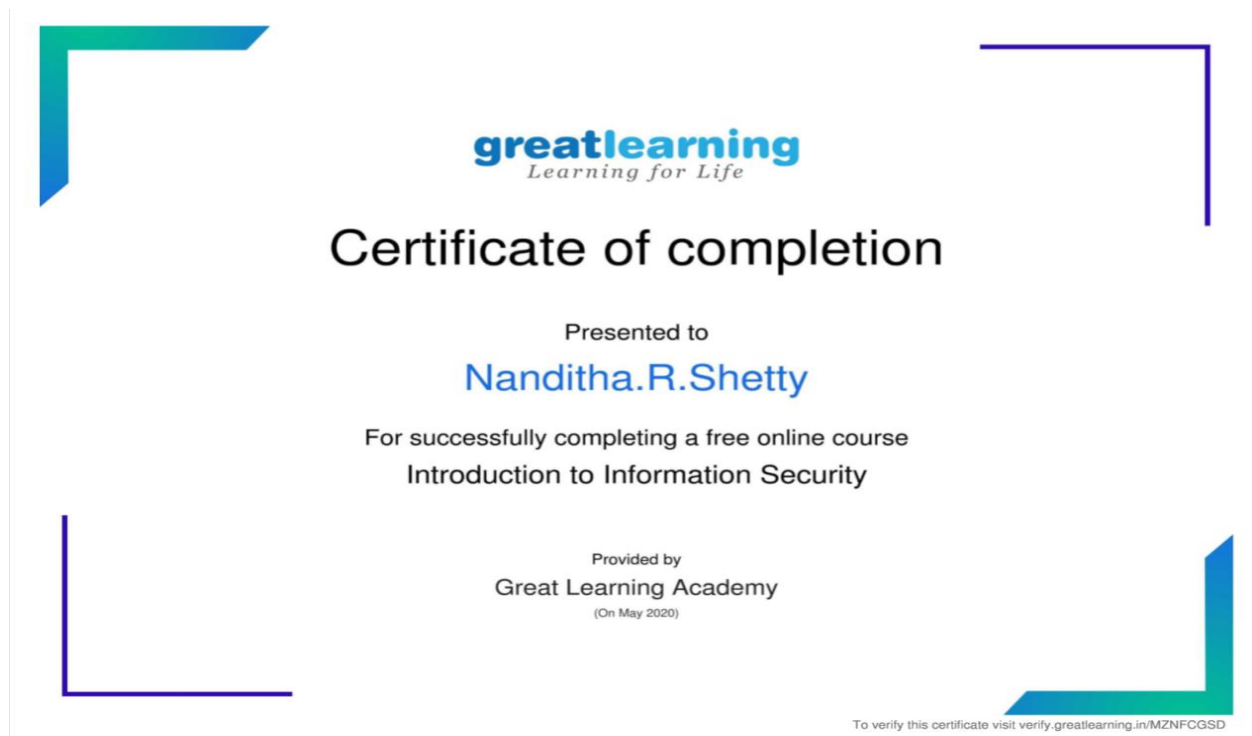 greatlearning
Learning for Life
Certificate of completion
Presented to
Nanditha.R.Shetty
For successfully completing a free online course
Introduction to Information Security
Provided by
Great Learning Academy
(On May 2020)
To verify this certificate visit verify.greatlearning.in/MZNFCGSD